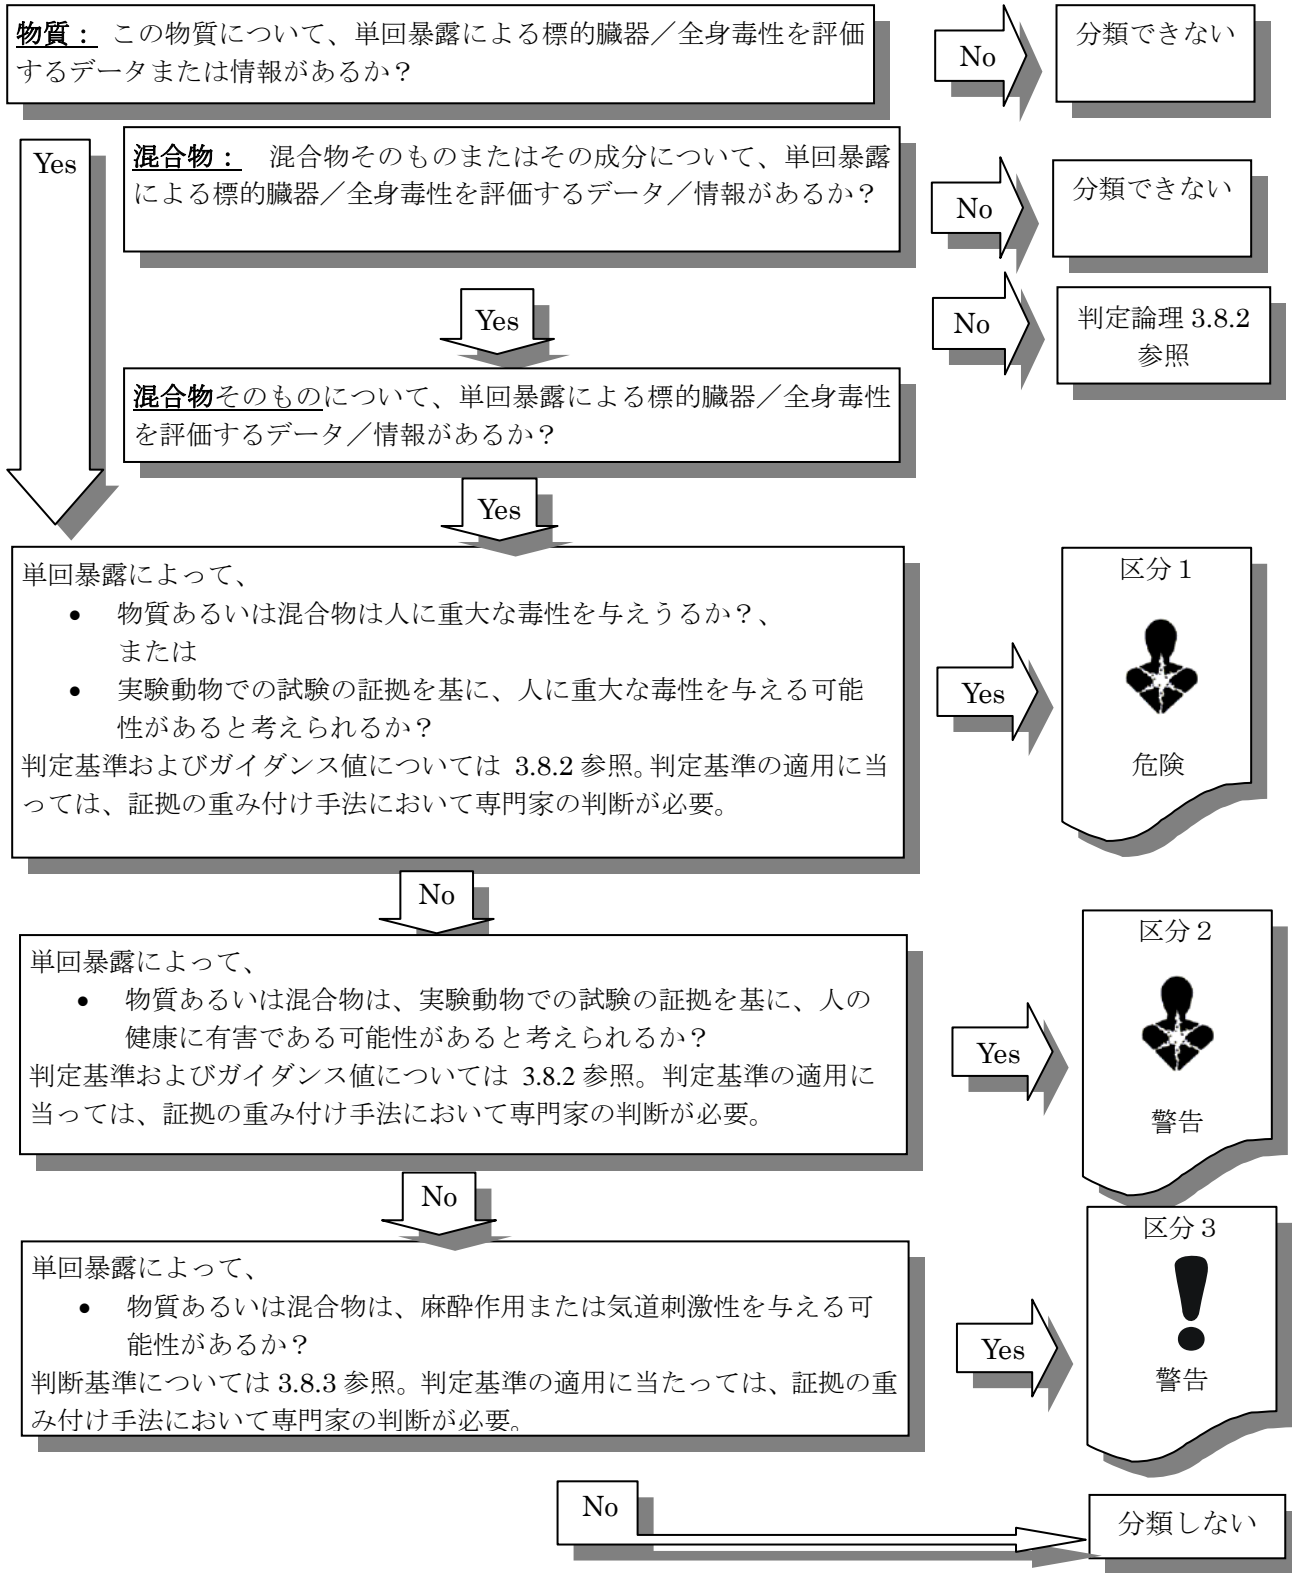 物質： この物質について、単回暴露による標的臓器／全身毒性を評価
するデータまたは情報があるか？
No
分類できない
Yes
混合物： 混合物そのものまたはその成分について、単回暴露
による標的臓器／全身毒性を評価するデータ／情報があるか？
No
分類できない
Yes
No
判定論理 3.8.2
参照
混合物そのものについて、単回暴露による標的臓器／全身毒性
を評価するデータ／情報があるか？
Yes
単回暴露によって、
• 物質あるいは混合物は人に重大な毒性を与えうるか？、
または
• 実験動物での試験の証拠を基に、人に重大な毒性を与える可能
性があると考えられるか？
判定基準およびガイダンス値については 3.8.2 参照。判定基準の適用に当
っては、証拠の重み付け手法において専門家の判断が必要。
Yes
区分１
危険
No
単回暴露によって、
• 物質あるいは混合物は、実験動物での試験の証拠を基に、人の
健康に有害である可能性があると考えられるか？
判定基準およびガイダンス値については 3.8.2 参照。判定基準の適用に
当っては、証拠の重み付け手法において専門家の判断が必要。
Yes
区分２
警告
No
単回暴露によって、
• 物質あるいは混合物は、麻酔作用または気道刺激性を与える可
能性があるか？
判断基準については 3.8.3 参照。判定基準の適用に当たっては、証拠の重
み付け手法において専門家の判断が必要。
Yes
区分３
警告
No
分類しない